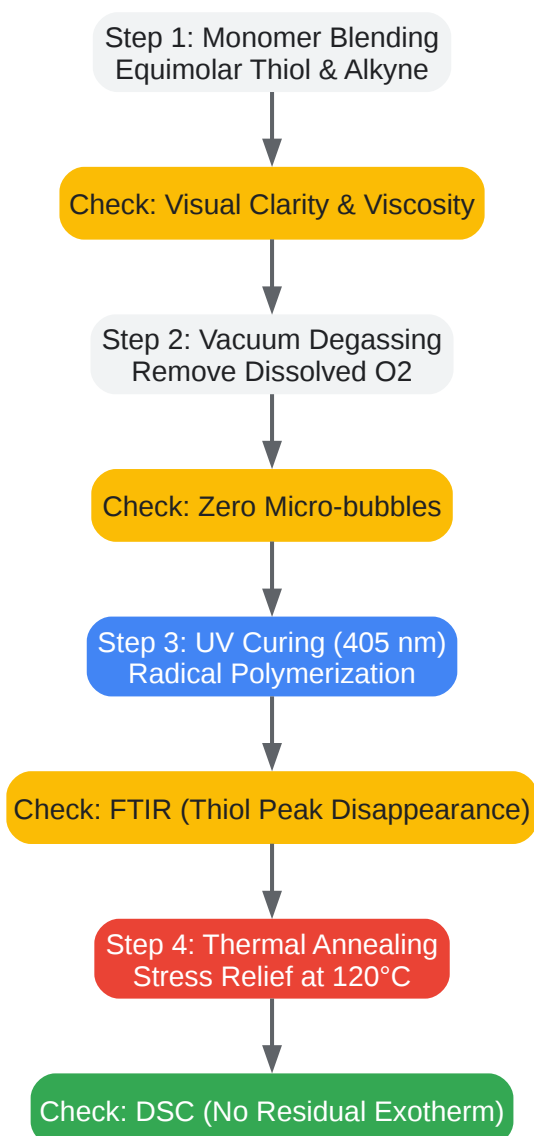 Step 1: Monomer Blending
Equimolar Thiol & Alkyne
Check: Visual Clarity & Viscosity
Step 2: Vacuum Degassing
Remove Dissolved O2
Check: Zero Micro-bubbles
Step 3: UV Curing (405 nm)
Radical Polymerization
Check: FTIR (Thiol Peak Disappearance)
Step 4: Thermal Annealing
Stress Relief at 120°C
Check: DSC (No Residual Exotherm)